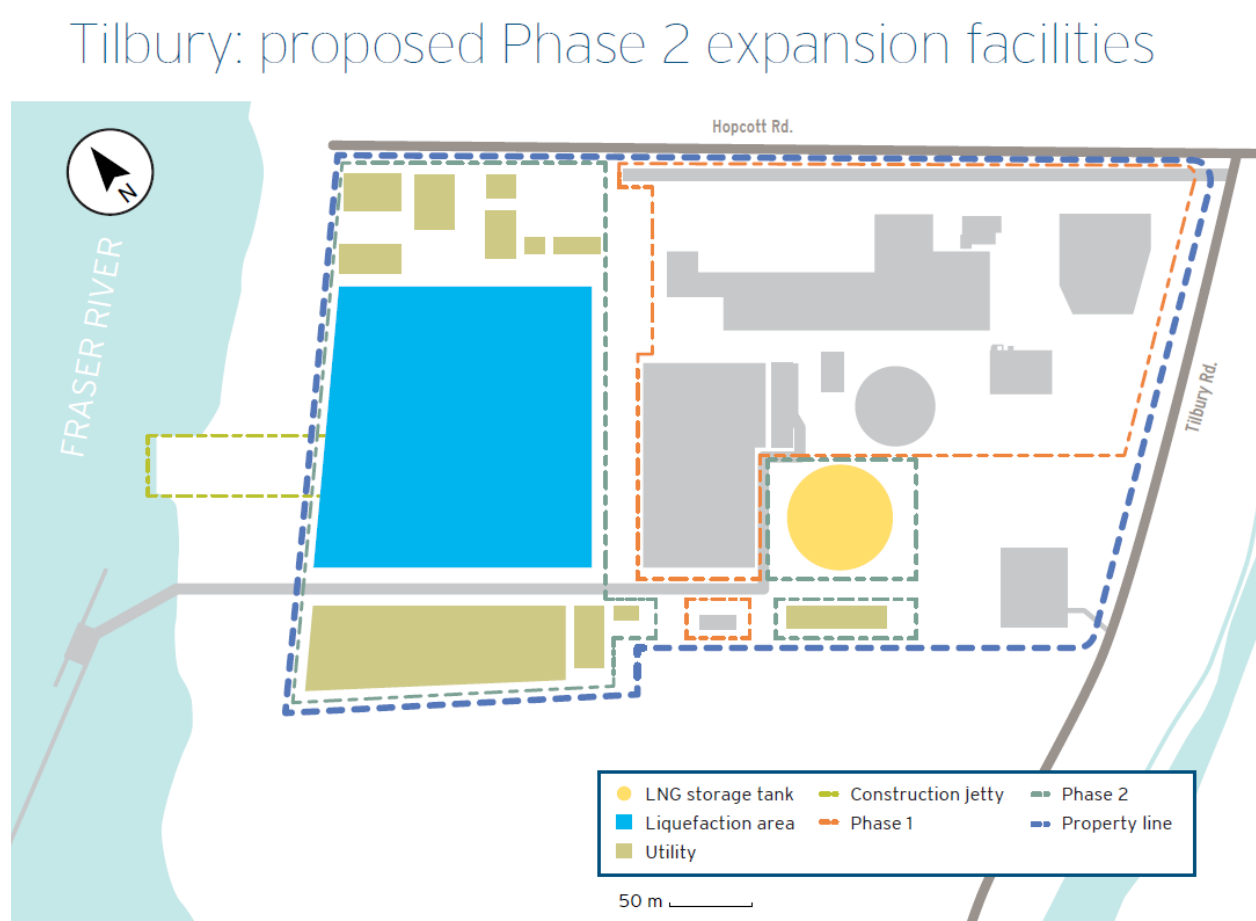 Tilbury: proposed Phase 2 expansion facilities
Hopcott Rd.
N
FRASER RIVER
Tilbury Rd.
LNG storage tank
Construction jetty
Phase 2
Liquefaction area
Phase 1
Property line
Utility
50 m